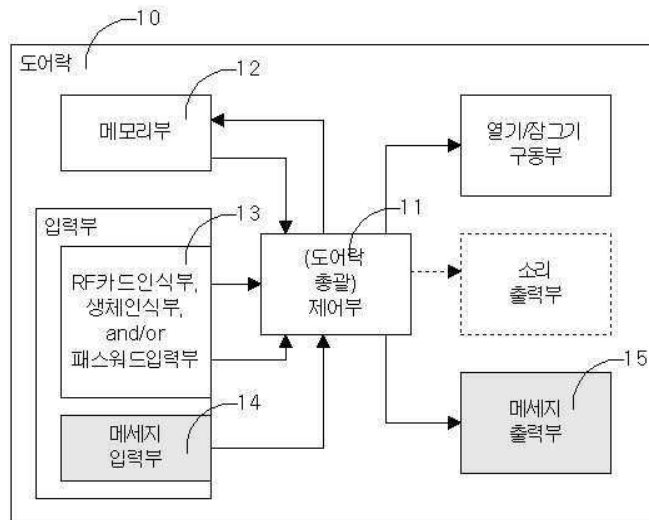 10
도어락
12
메모리부
열기/잠그기
구동부
입력부
13
RF카드인식부,
생체인식부,
and/or
패스워드입력부
11
(도어락
총괄)
제어부
소리
출력부
14
메세지
입력부
15
메세지
출력부